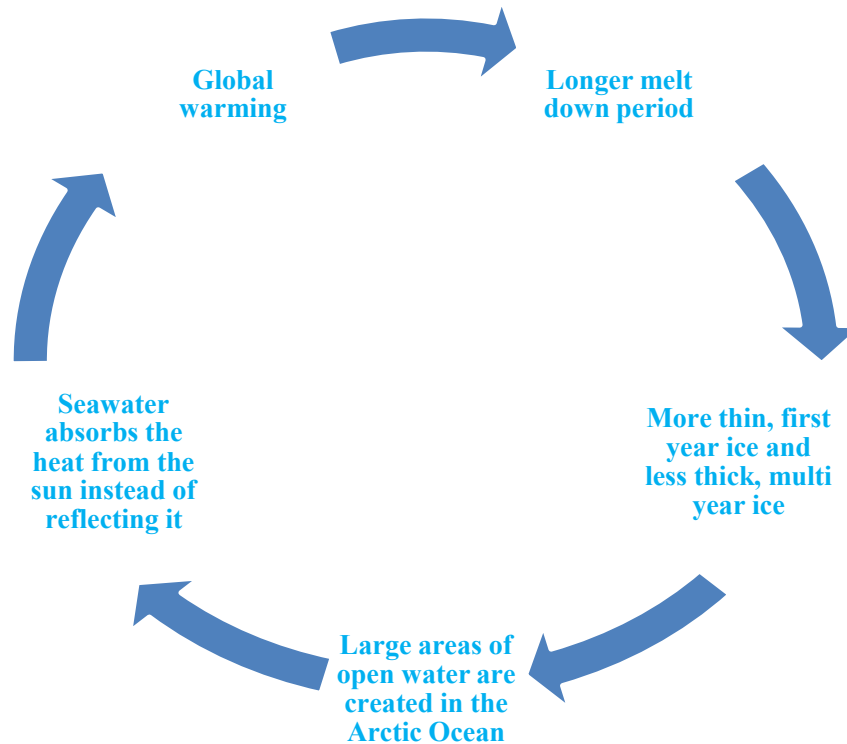 Global
warming
Longer melt
down period
More thin, first
year ice and
less thick, multi
year ice
Large areas of
open water are
created in the
Arctic Ocean
Seawater
absorbs the
heat from the
sun instead of
reflecting it